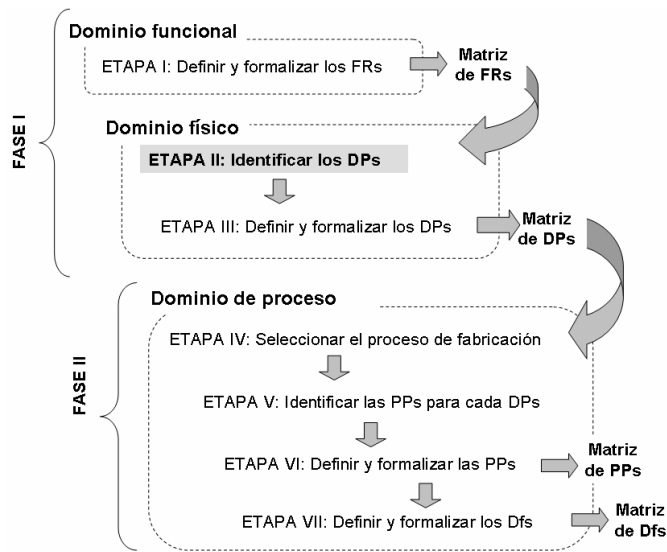 Dominio funcional
ETAPA I: Definir y formalizar los FRs
Matriz
de FRs
FASE I
Dominio físico
ETAPA II: Identificar los DPs
ETAPA III: Definir y formalizar los DPs
Matriz
de DPs
Dominio de proceso
ETAPA IV: Seleccionar el proceso de fabricación
FASE II
ETAPA V: Identificar las PPs para cada DPs
ETAPA VI: Definir y formalizar las PPs
Matriz
de PPs
ETAPA VII: Definir y formalizar los Dfs
Matriz
de Dfs